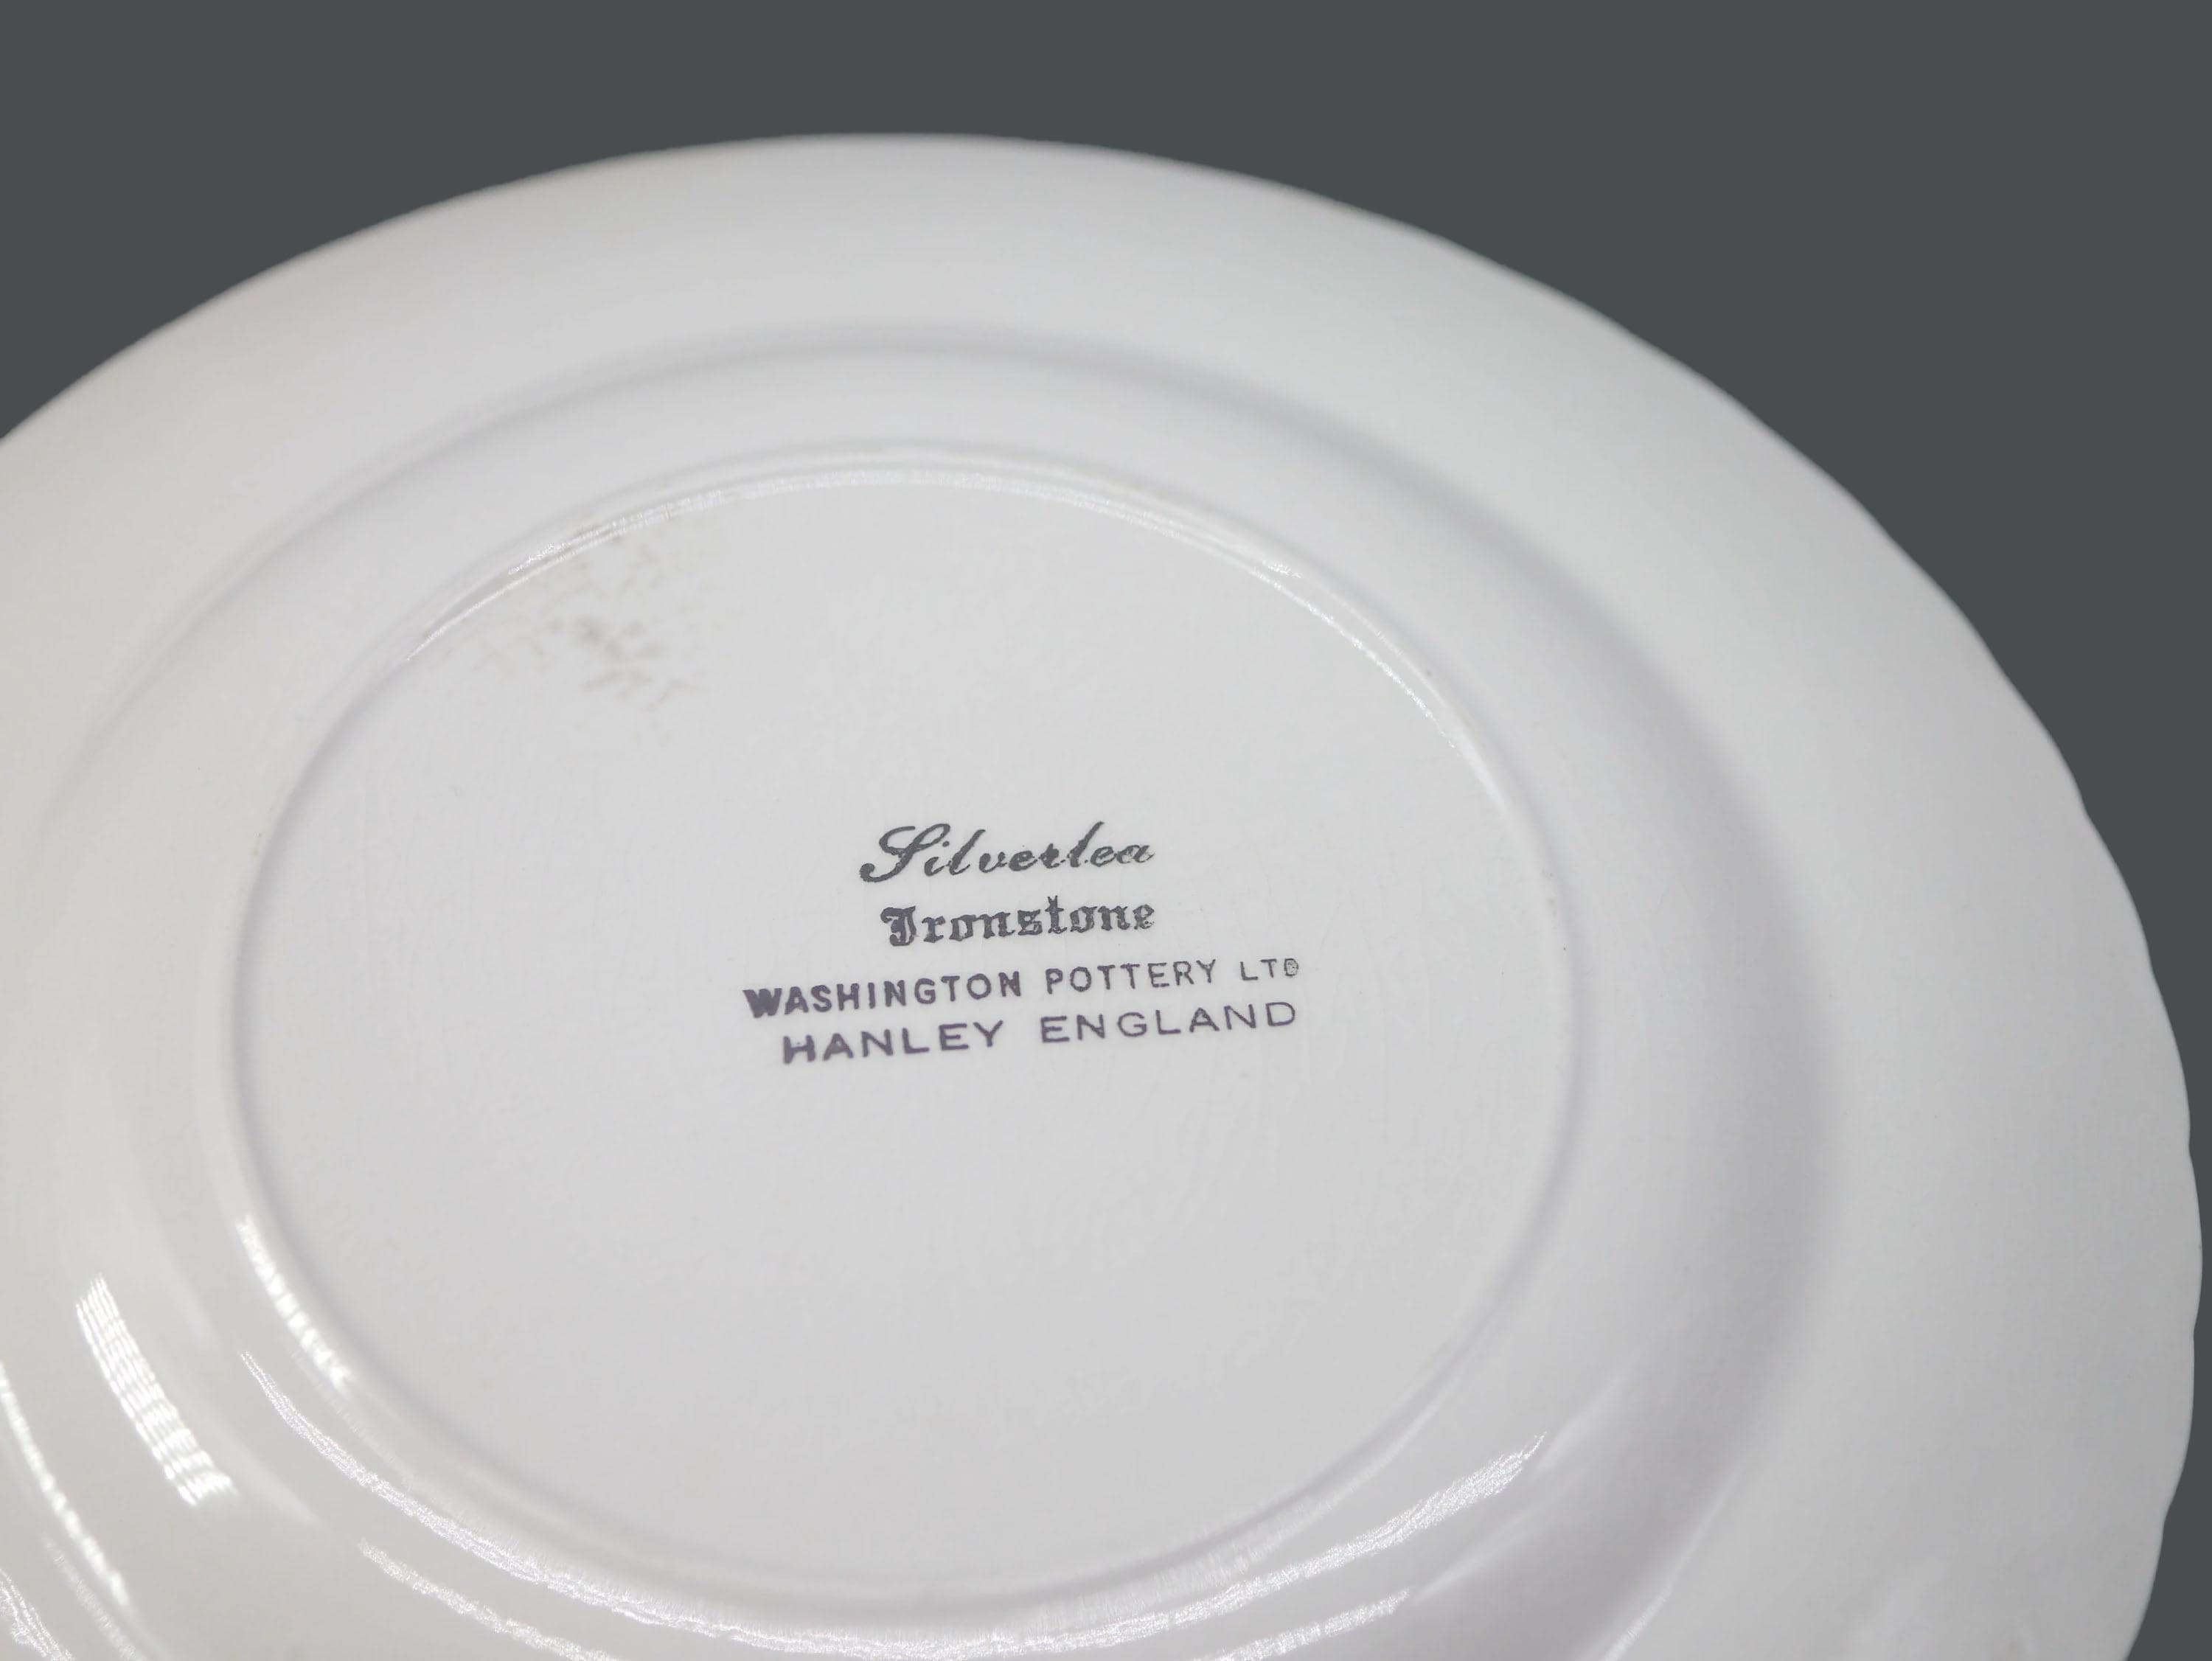 Silverlea
Ironstone
WASHINGTON POTTERY LTD
HANLEY ENGLAND